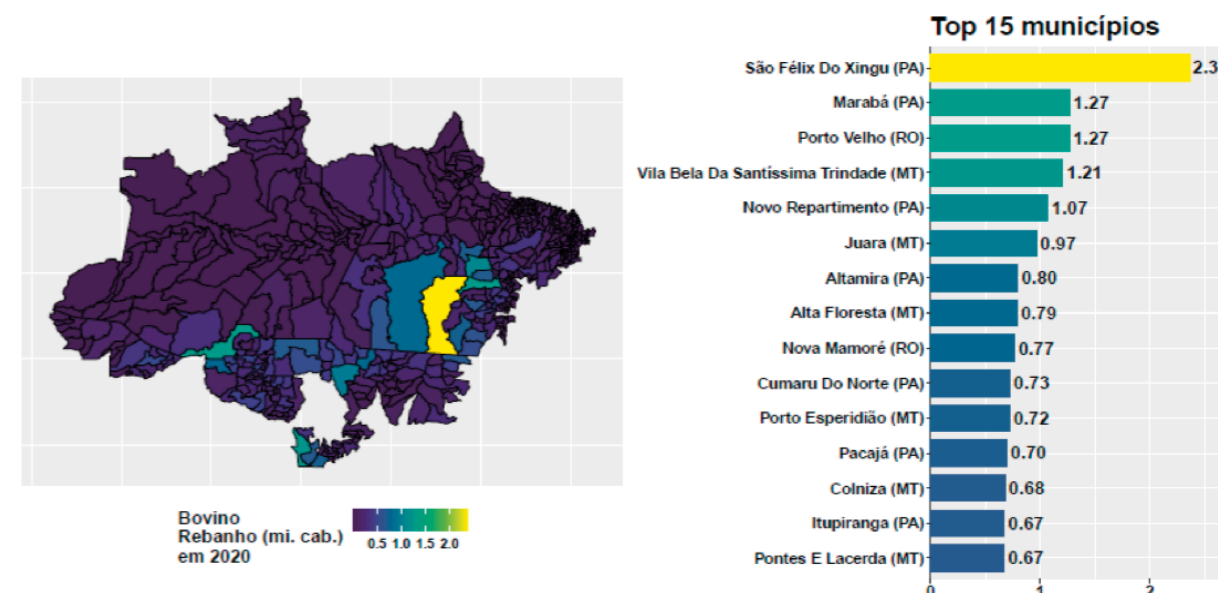 Top 15 municípios
São Félix Do Xingu (PA)
2.3
Marabá (PA)
1.27
Porto Velho (RO)
1.27
Vila Bela Da Santíssima Trindade (MT)
1.21
Novo Repartimento (PA)
1.07
Juara (MT)
0.97
Altamira (PA)
0.80
Alta Floresta (MT)
0.79
Nova Mamoré (RO)
0.77
Cumaru Do Norte (PA)
0.73
Porto Esperidião (MT)
0.72
Pacajá (PA)
0.70
Colniza (MT)
0.68
Itupiranga (PA)
0.67
Pontes E Lacerda (MT)
0.67
0 1 2
Bovino
Rebanho (mi. cab.)
em 2020
0.5 1.0 1.5 2.0